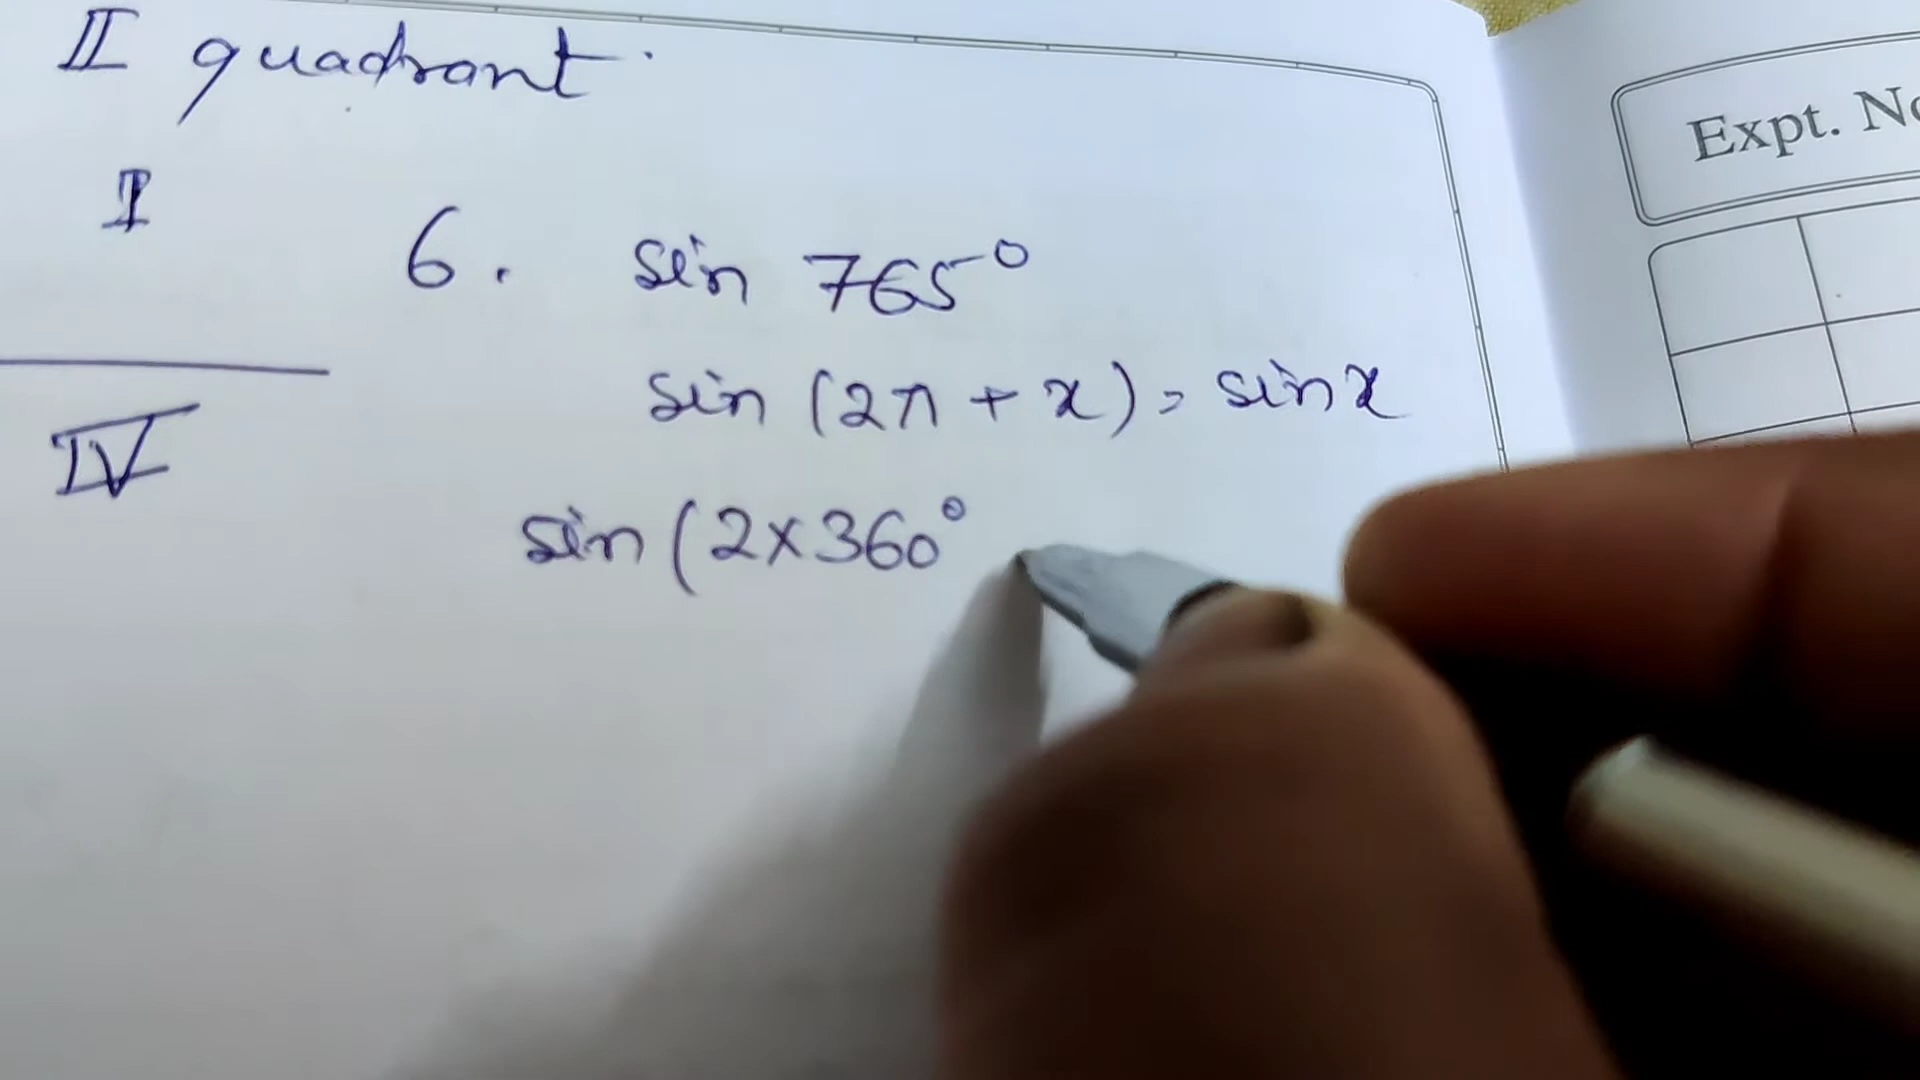 II quadrant.
I
6. sin 765°
sin (2π + x) = sin x
IV
sin (2×360°
Expt. No